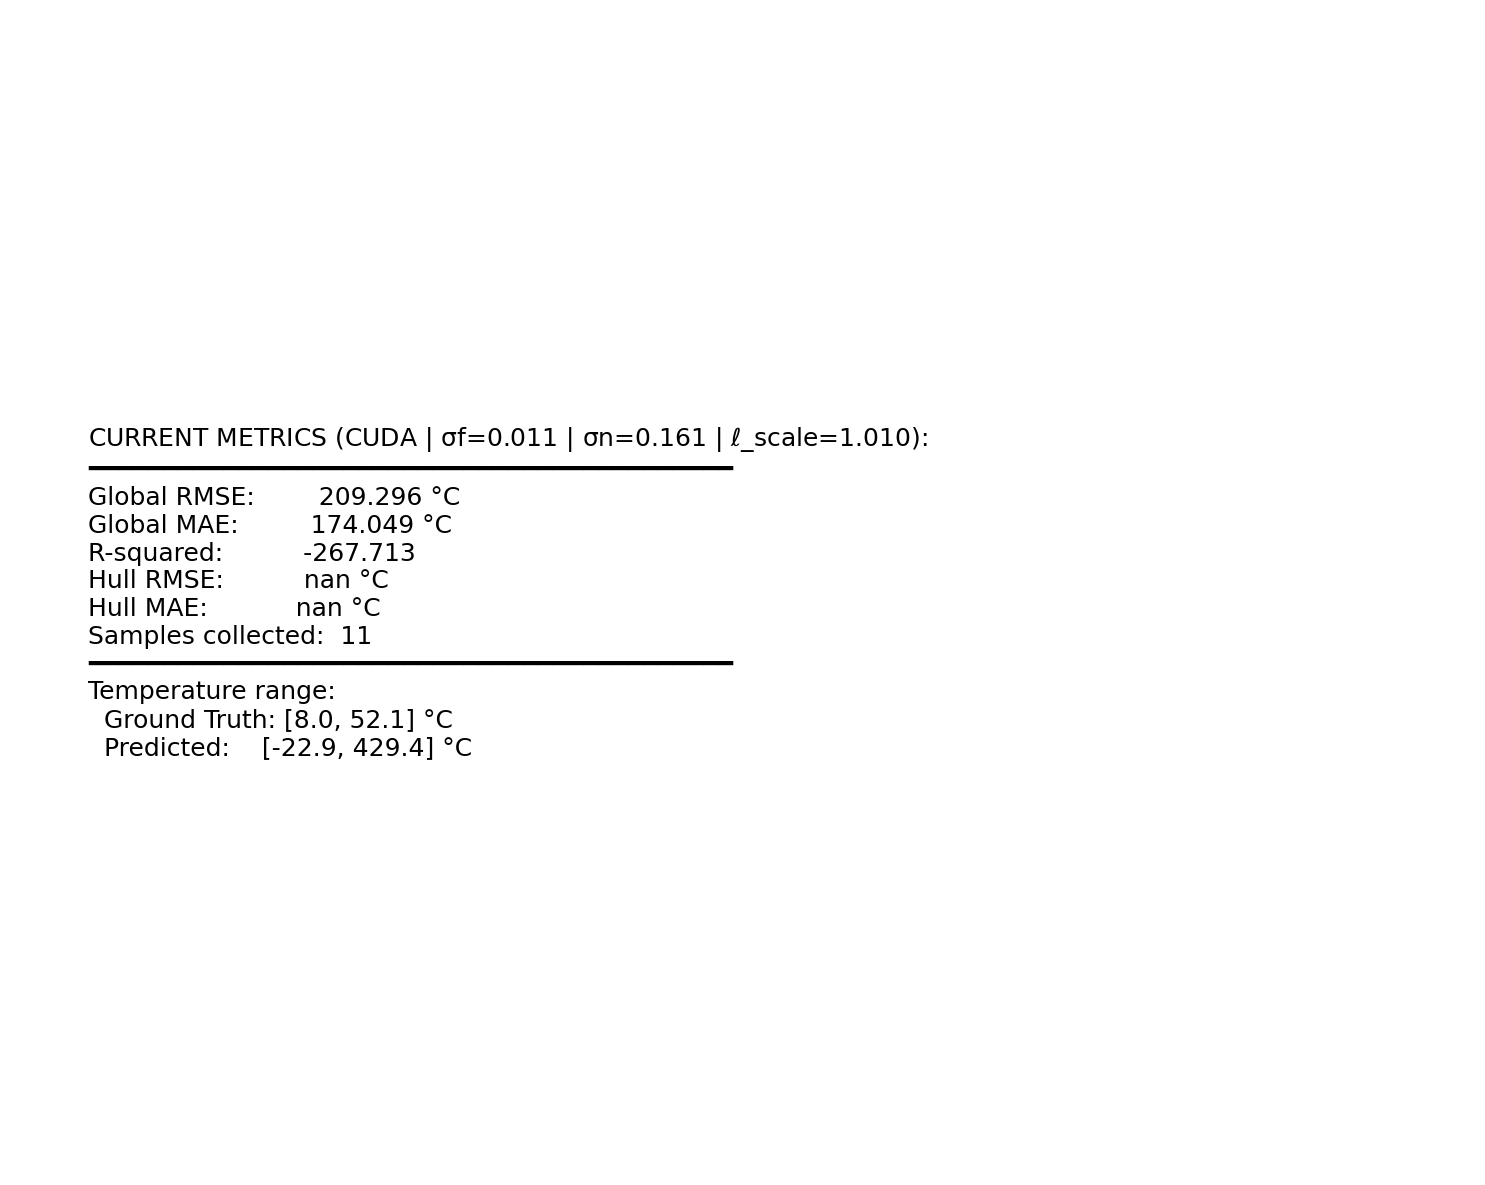 CURRENT METRICS (CUDA | σf=0.011 | σn=0.161 | ℓ_scale=1.010):
Global RMSE: 209.296 °C
Global MAE: 174.049 °C
R-squared: -267.713
Hull RMSE: nan °C
Hull MAE: nan °C
Samples collected: 11
Temperature range:
Ground Truth: [8.0, 52.1] °C
Predicted: [-22.9, 429.4] °C